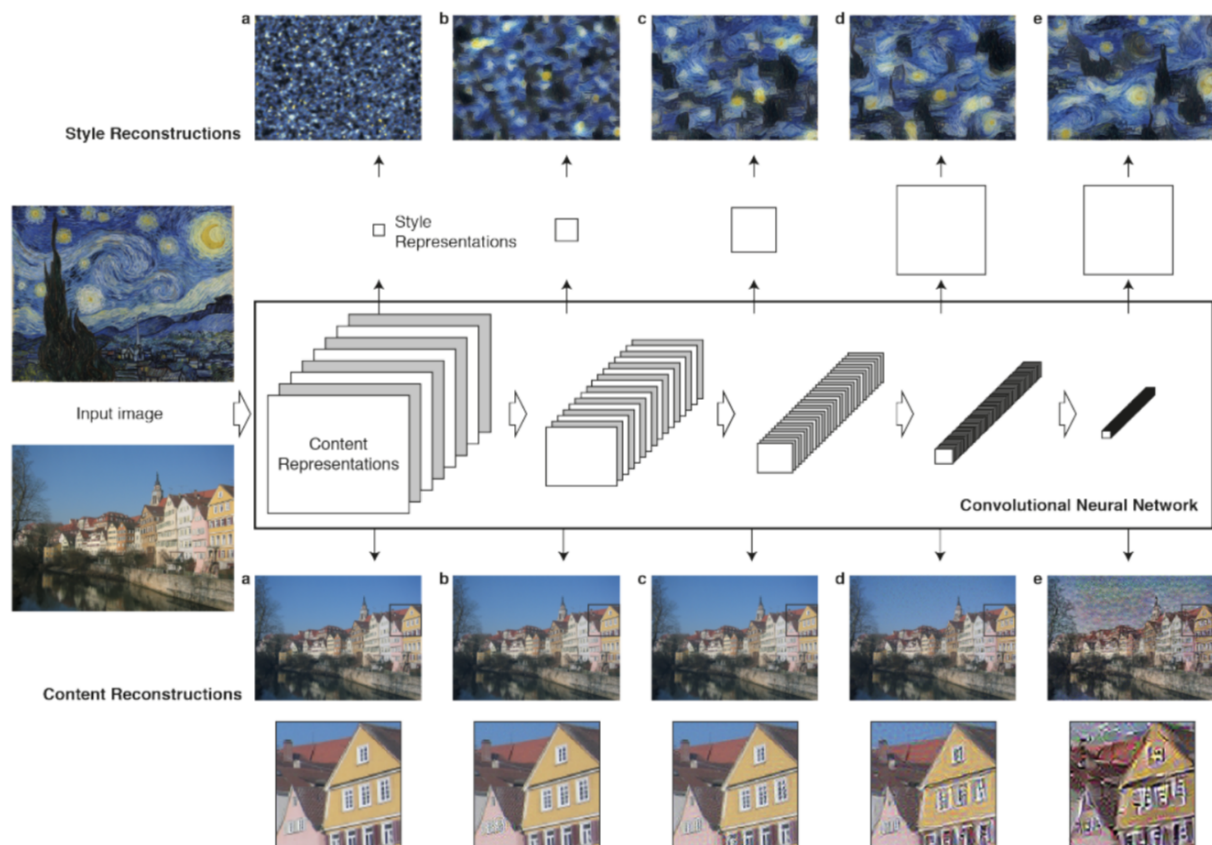 a b c d e
Style Reconstructions
Style
Representations
Input image
Content
Representations
Convolutional Neural Network
a b c d e
Content Reconstructions